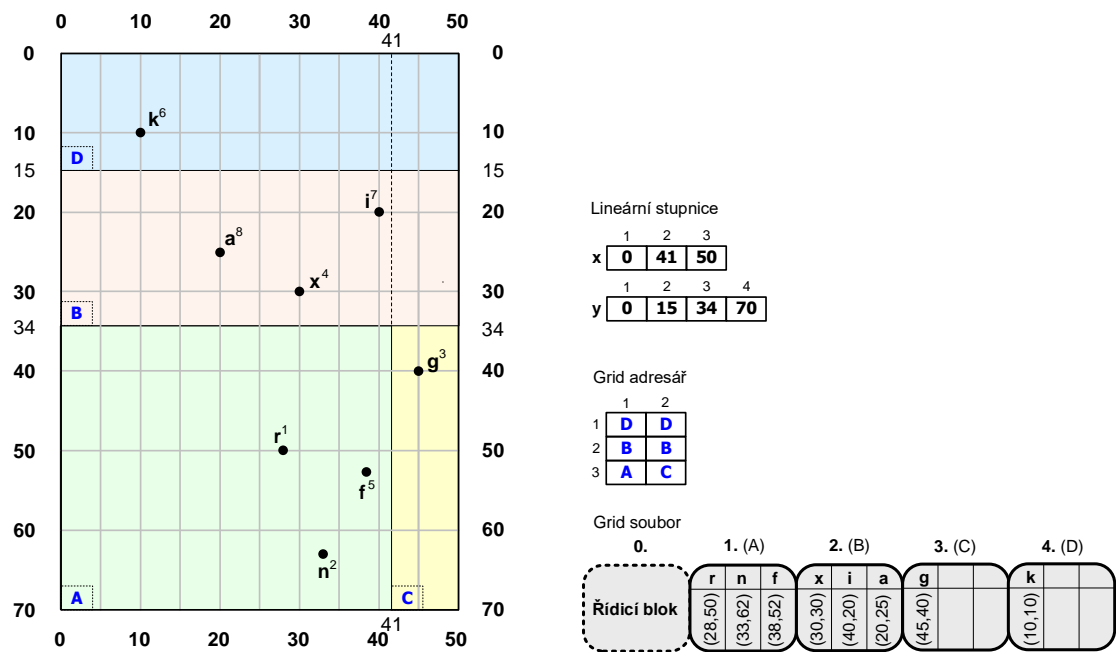 0 10 20 30 40 50
41
0 0
k6
10 10
D
15 15
i7
20 20
a8
x4
30 30
B
34 34
g3
40 40
r1
50 50
f5
60 60
n2
A C
70 70
41
0 10 20 30 40 50
Lineární stupnice
1 2 3
x 0 41 50
1 2 3 4
y 0 15 34 70
Grid adresář
1 2
1 D D
2 B B
3 A C
Grid soubor
0. 1. (A) 2. (B) 3. (C) 4. (D)
r n f x i a g k
Řídicí blok
(28,50) (33,62) (38,52) (30,30) (40,20) (20,25) (45,40) (10,10)